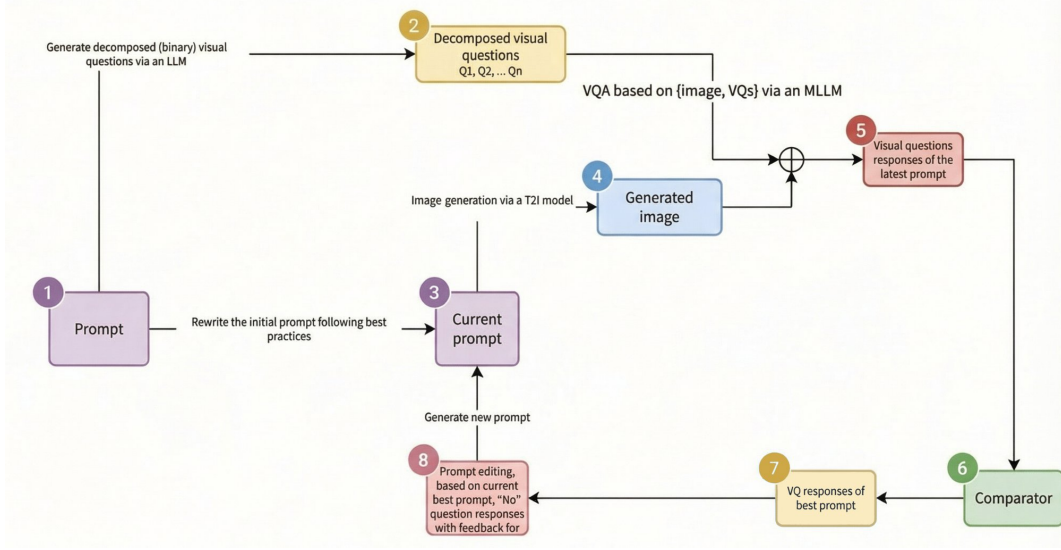 2
Generate decomposed (binary) visual
questions via an LLM
Decomposed visual
questions
Q1, Q2, ... Qn
VQA based on {image, VQs} via an MLLM
5
Visual questions
responses of the
latest prompt
4
Image generation via a T2I model
Generated
image
1
Prompt
Rewrite the initial prompt following best
practices
3
Current
prompt
Generate new prompt
8
Prompt editing,
based on current
best prompt, “No”
question responses
with feedback for
7
VQ responses of
best prompt
6
Comparator